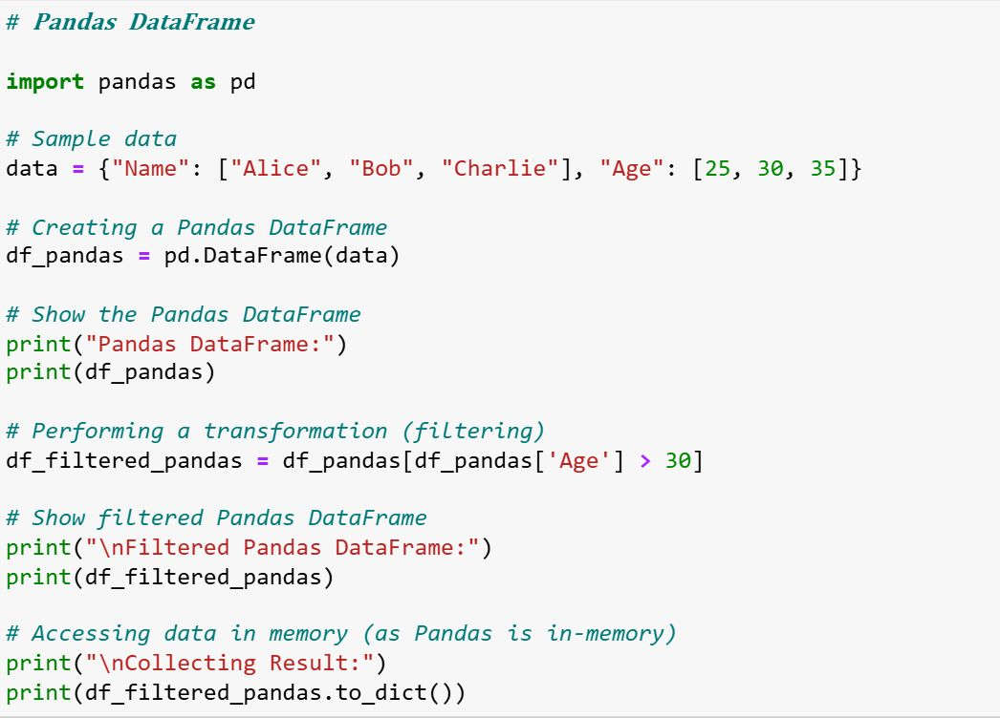 # Pandas DataFrame
import pandas as pd
# Sample data
data = {"Name": ["Alice", "Bob", "Charlie"], "Age": [25, 30, 35]}
# Creating a Pandas DataFrame
df_pandas = pd.DataFrame(data)
# Show the Pandas DataFrame
print("Pandas DataFrame:")
print(df_pandas)
# Performing a transformation (filtering)
df_filtered_pandas = df_pandas[df_pandas['Age'] > 30]
# Show filtered Pandas DataFrame
print("\nFiltered Pandas DataFrame:")
print(df_filtered_pandas)
# Accessing data in memory (as Pandas is in-memory)
print("\nCollecting Result:")
print(df_filtered_pandas.to_dict())